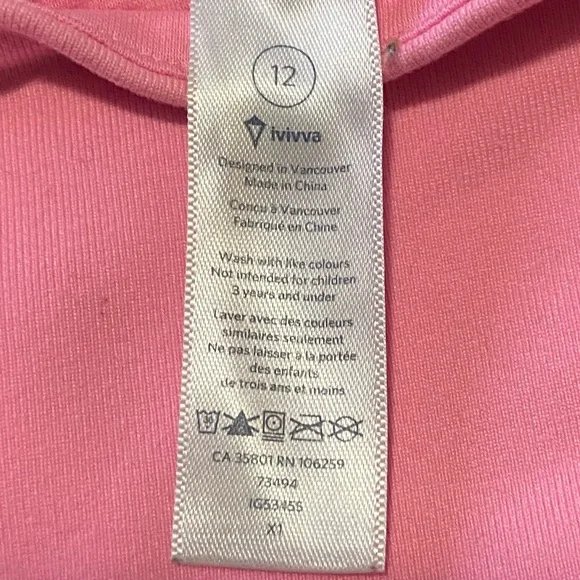 12
ivivva
Designed in Vancouver
Made in China
Conçu à Vancouver
Fabriqué en Chine
Wash with like colours
Not intended for children
3 years and under
Laver avec des couleurs
similaires seulement
Ne pas laisser à la portée
des enfants
de trois ans et moins
CA 35801 RN 106259
73494
IG5345S
X1